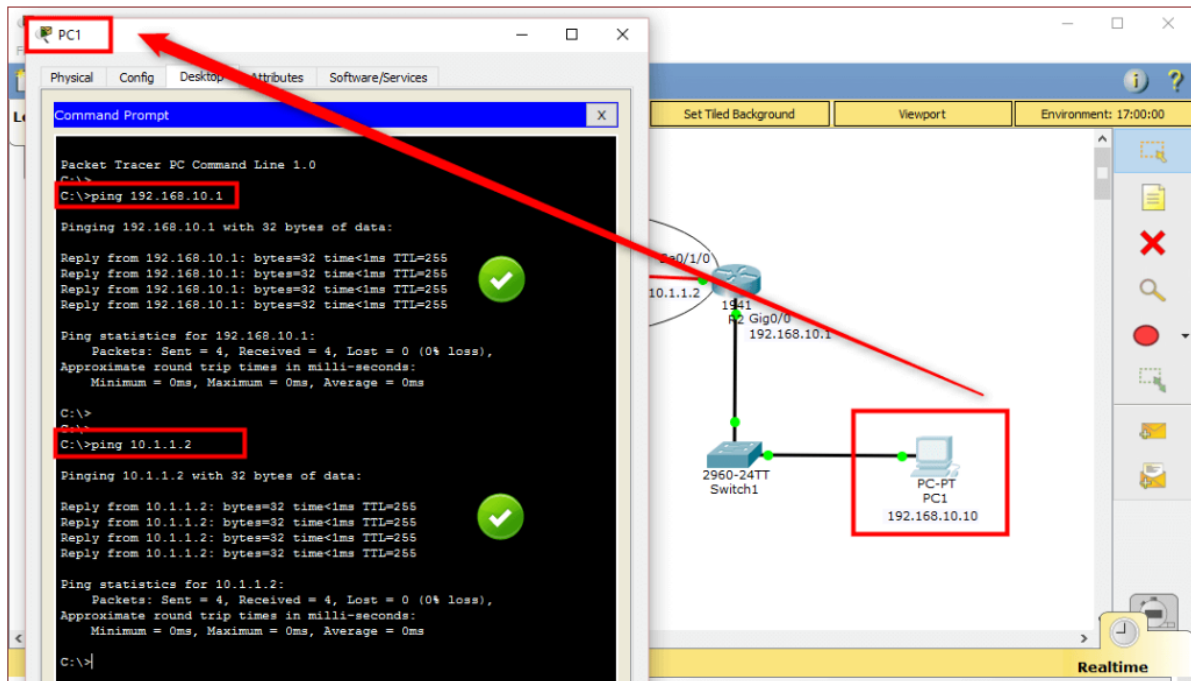 PC1
Physical Config Desktop Attributes Software/Services
Command Prompt
X
Packet Tracer PC Command Line 1.0
C:\>
C:\>ping 192.168.10.1
Pinging 192.168.10.1 with 32 bytes of data:
Reply from 192.168.10.1: bytes=32 time<1ms TTL=255
Reply from 192.168.10.1: bytes=32 time<1ms TTL=255
Reply from 192.168.10.1: bytes=32 time<1ms TTL=255
Reply from 192.168.10.1: bytes=32 time<1ms TTL=255
Ping statistics for 192.168.10.1:
Packets: Sent = 4, Received = 4, Lost = 0 (0% loss),
Approximate round trip times in milli-seconds:
Minimum = 0ms, Maximum = 0ms, Average = 0ms
C:\>
C:\>
C:\>ping 10.1.1.2
Pinging 10.1.1.2 with 32 bytes of data:
Reply from 10.1.1.2: bytes=32 time<1ms TTL=255
Reply from 10.1.1.2: bytes=32 time<1ms TTL=255
Reply from 10.1.1.2: bytes=32 time<1ms TTL=255
Reply from 10.1.1.2: bytes=32 time<1ms TTL=255
Ping statistics for 10.1.1.2:
Packets: Sent = 4, Received = 4, Lost = 0 (0% loss),
Approximate round trip times in milli-seconds:
Minimum = 0ms, Maximum = 0ms, Average = 0ms
C:\>
Set Tiled Background
Viewport
Environment: 17:00:00
10.1.1.2
1941
R2 Gig0/0
192.168.10.1
2960-24TT
Switch1
PC-PT
PC1
192.168.10.10
Realtime